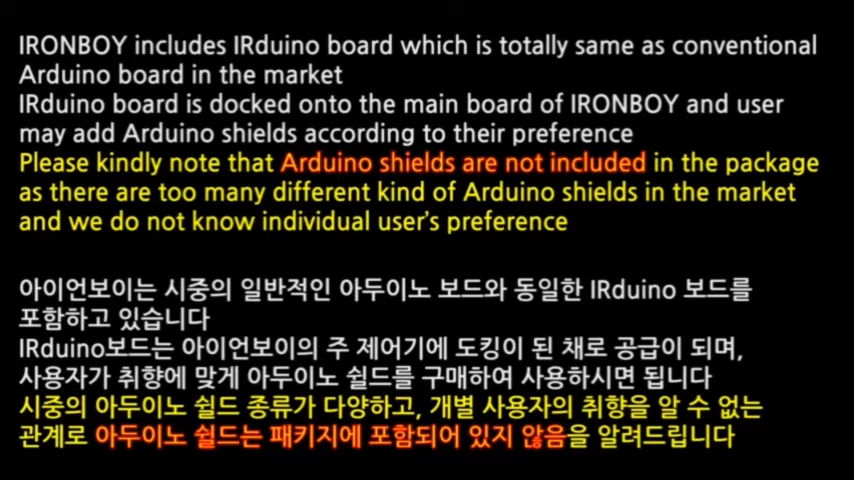 IRONBOY includes IRduino board which is totally same as conventional
Arduino board in the market
IRduino board is docked onto the main board of IRONBOY and user
may add Arduino shields according to their preference
Please kindly note that Arduino shields are not included in the package
as there are too many different kind of Arduino shields in the market
and we do not know individual user's preference
아이언보이는 시중의 일반적인 아두이노 보드와 동일한 IRduino 보드를
포함하고 있습니다
IRduino보드는 아이언보이의 주 제어기에 도킹이 된 채로 공급이 되며,
사용자가 취향에 맞게 아두이노 쉴드를 구매하여 사용하시면 됩니다
시중의 아두이노 쉴드 종류가 다양하고, 개별 사용자의 취향을 알 수 없는
관계로 아두이노 쉴드는 패키지에 포함되어 있지 않음을 알려드립니다